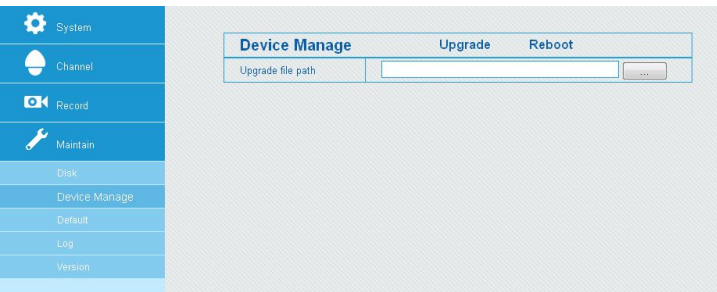 System
Channel
Record
Maintain
Disk
Device Manage
Default
Log
Version
Device Manage Upgrade Reboot
Upgrade file path ...